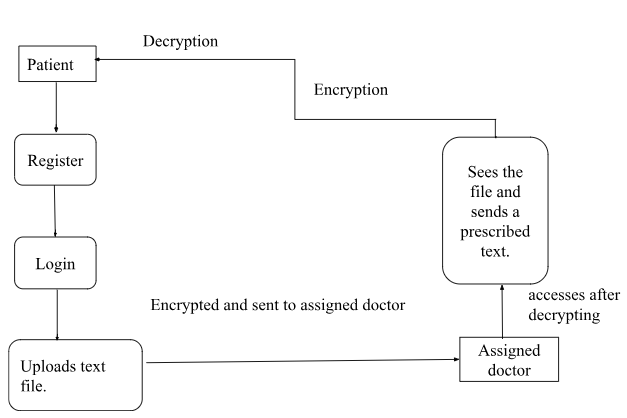 Decryption
Patient
Encryption
Register
Sees the
file and
sends a
prescribed
text.
Login
accesses after
decrypting
Encrypted and sent to assigned doctor
Assigned
doctor
Uploads text
file.